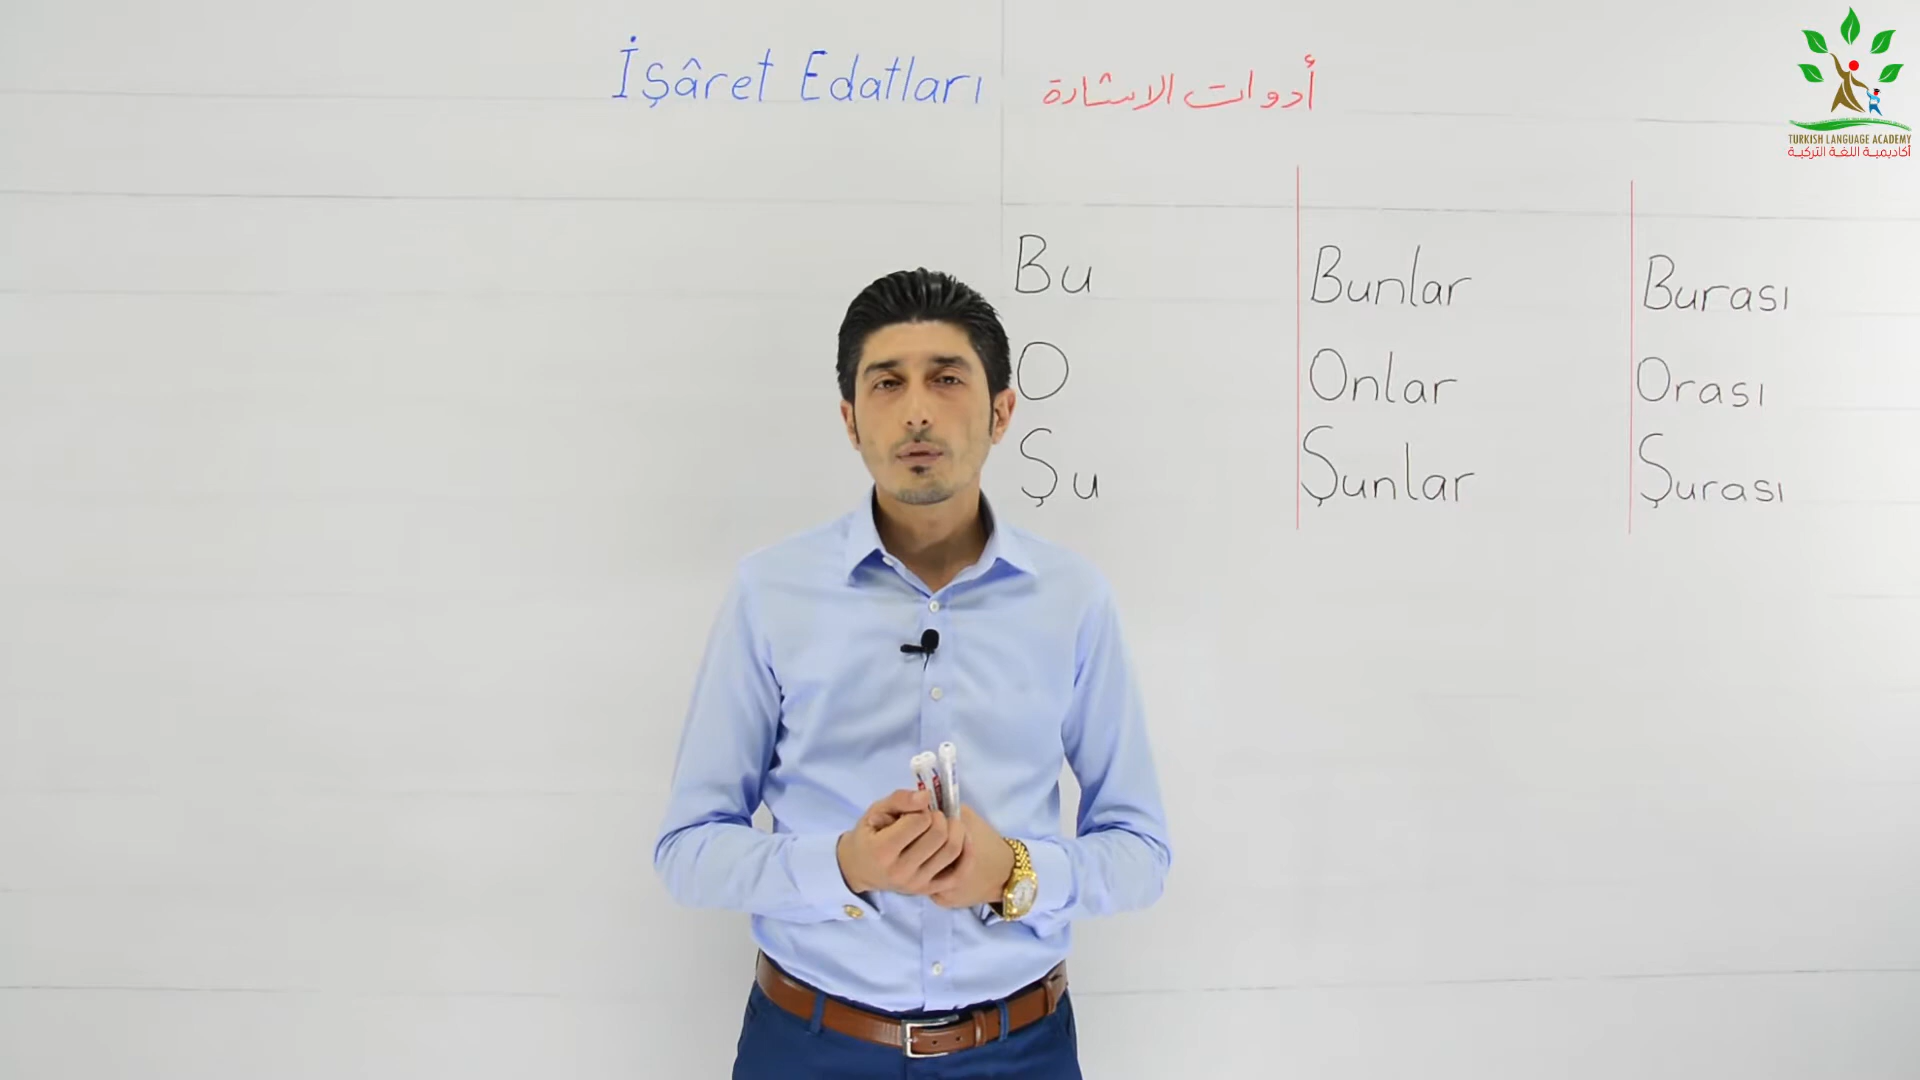 İşâret Edatları أدوات الاشارة
TURKISH LANGUAGE ACADEMY
أكاديمية اللغة التركية
Bu Bunlar Burası
O Onlar Orası
Şu Şunlar Şurası